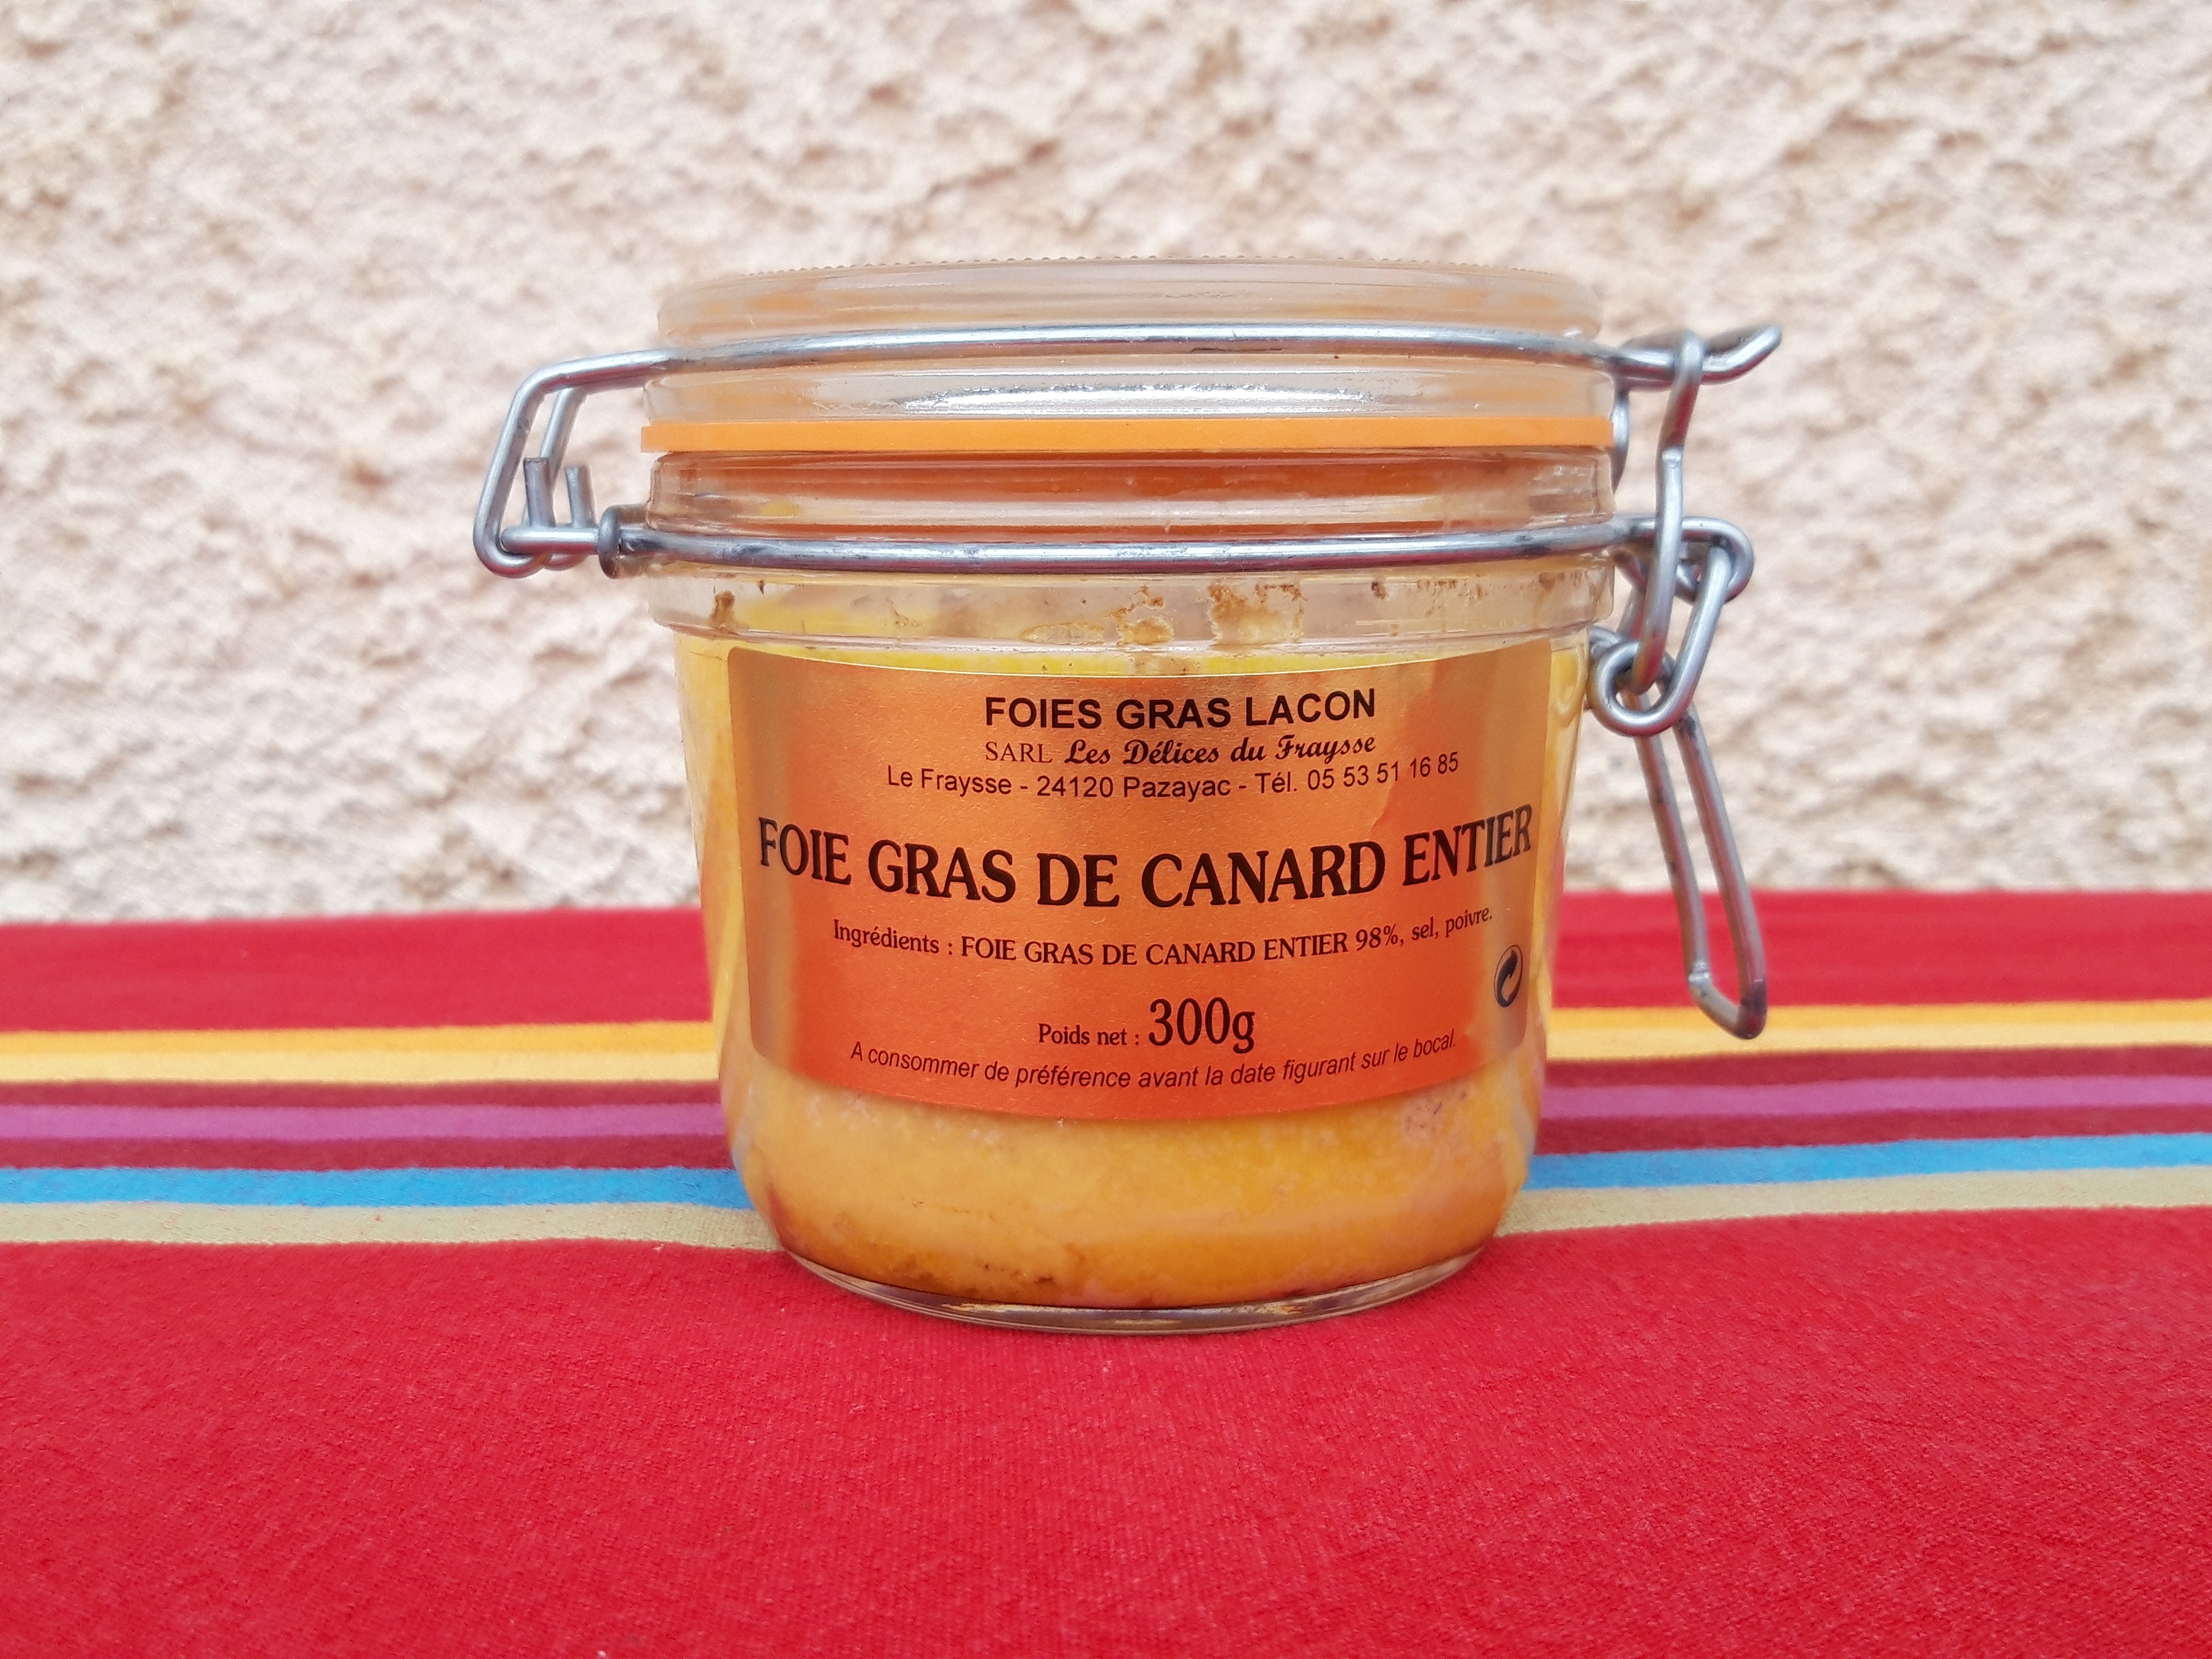 FOIES GRAS LACON
SARL Les Délices du Fraysse
Le Fraysse - 24120 Pazayac - Tél. 05 53 51 16 85
FOIE GRAS DE CANARD ENTIER
Ingrédients : FOIE GRAS DE CANARD ENTIER 98%, sel, poivre.
Poids net : 300g
A consommer de préférence avant la date figurant sur le bocal.